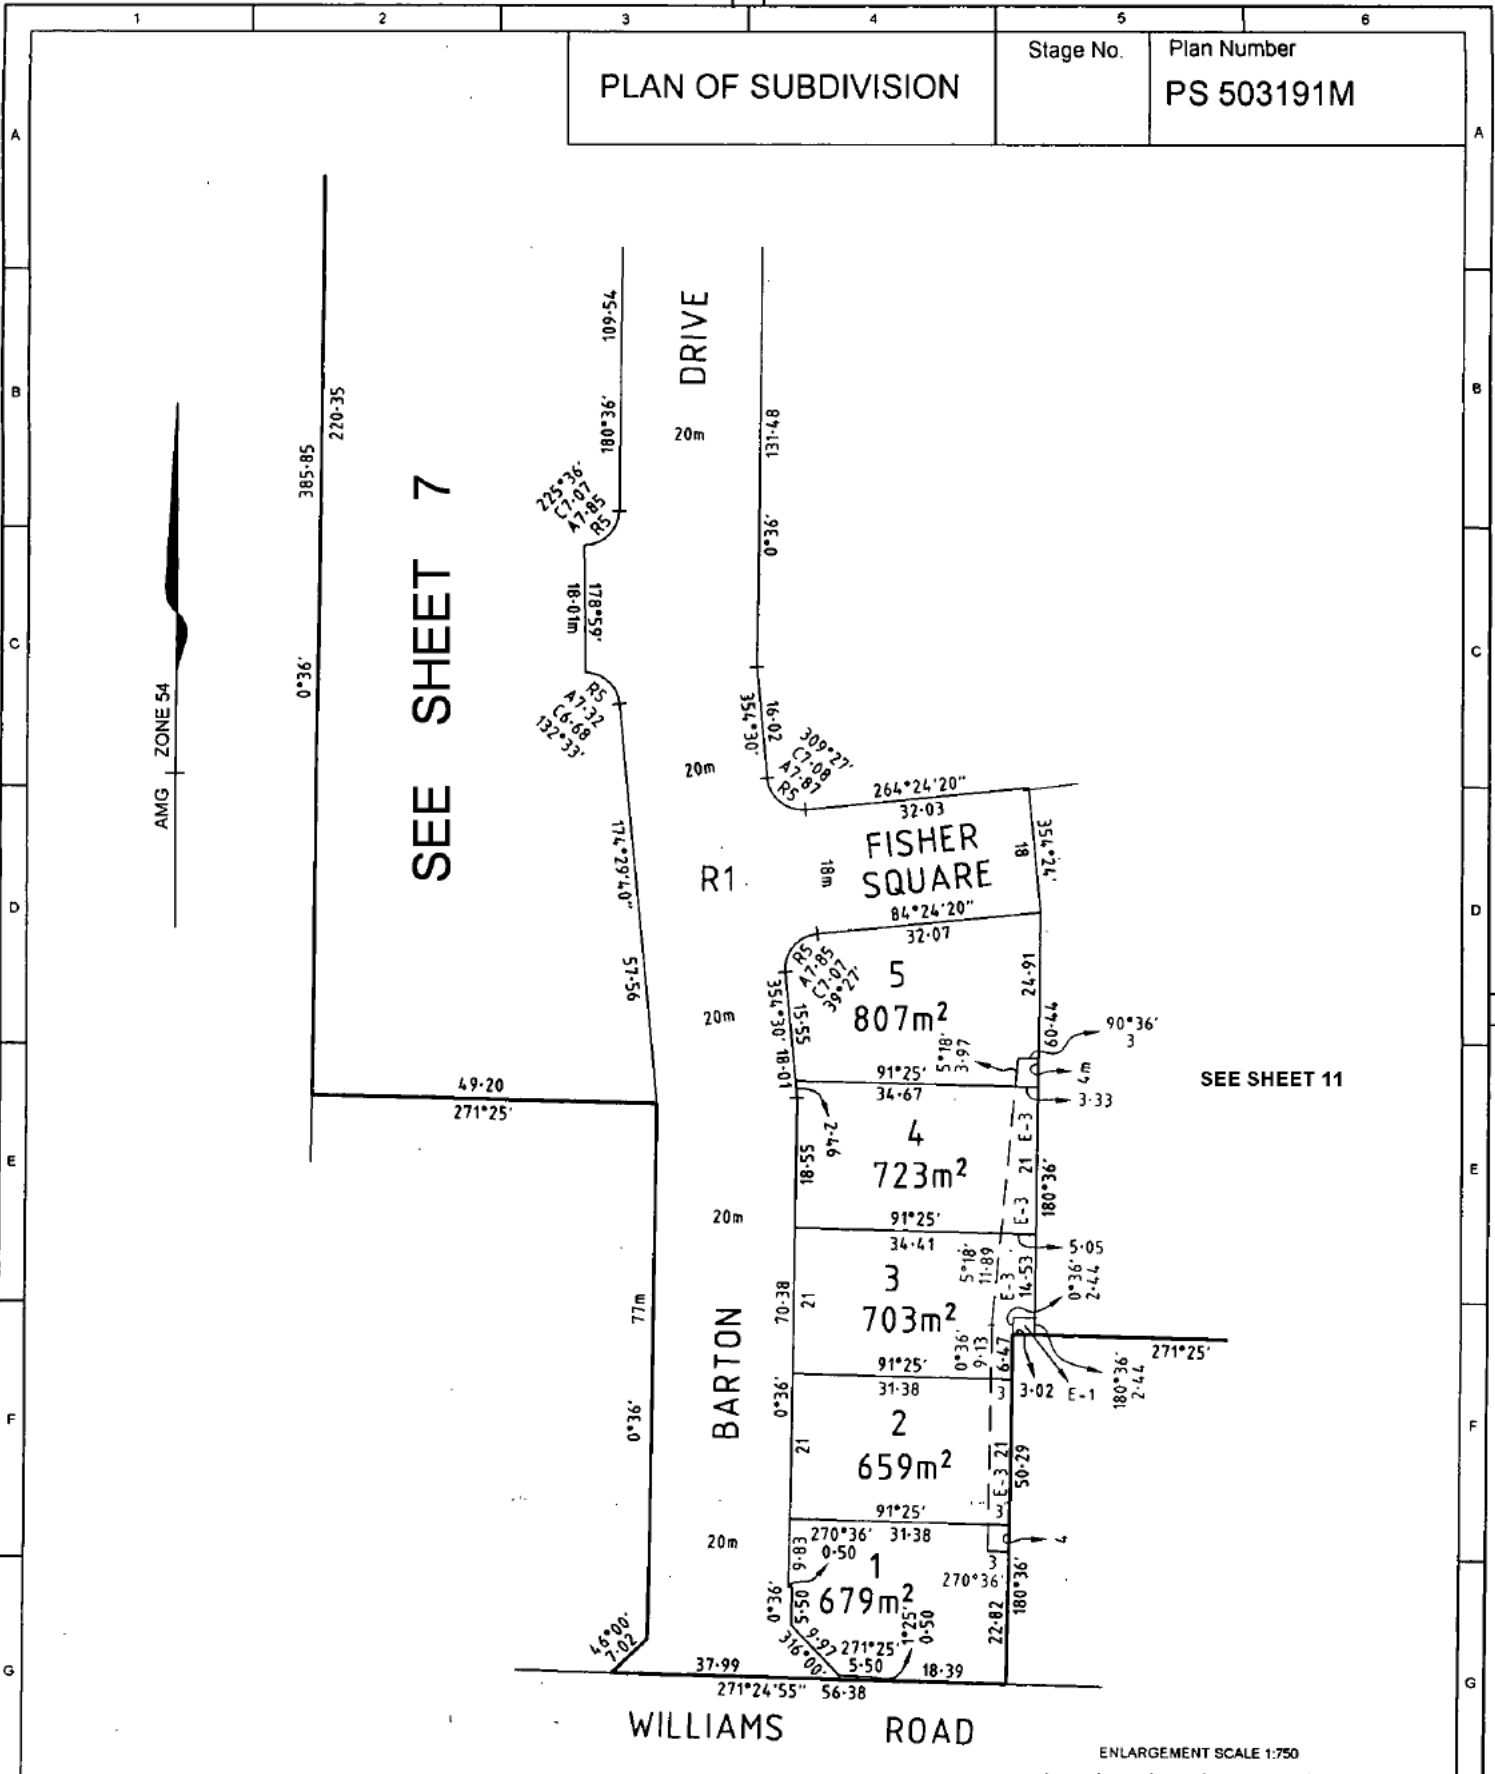 1 2 3 4 5 6
PLAN OF SUBDIVISION
Stage No.
Plan Number
PS 503191M
A
A
B
B
C
C
D
D
E
E
F
F
G
G
AMG ZONE 54
385·85
0°36'
220·35
SEE SHEET 7
109·54
180°36'
DRIVE
20m
131·48
0°36'
225°36'
C7·07
A7·85
R5
178°59'
18·01m
R5
A7·32
C6·68
132°33'
354°30'
16·02
309°27'
C7·08
A7·87
R5
20m
264°24'20"
32·03
FISHER
SQUARE
18m
18
354°24'
R1
174°29'40"
57·56
84°24'20"
32·07
R5
A7·85
C7·07
39°27'
5
807m²
24·91
60·44
20m
354°30'
18·01
15·55
5°18'
3·97
90°36'
3
4m
3·33
SEE SHEET 11
91°25'
34·67
2·46
49·20
271°25'
4
723m²
18·55
E-3
21
E-3
180°36'
20m
91°25'
34·41
5·05
3
703m²
70·38
21
5°18'
11·89
E-3
14·53
0°36'
2·44
77m
0°36'
BARTON
0°36'
9·13
6·47
271°25'
3·02
E-1
180°36'
2·44
91°25'
31·38
3
0°36'
2
659m²
21
E-3
21
50·29
91°25'
31·38
3
20m
270°36'
0·50
9·83
4
1
679m²
3
270°36'
180°36'
0°36'
5·50
22·82
46°00'
7·02
9·97
316°00'
271°25'
5·50
1°25'
0·50
18·39
37·99
271°24'55" 56·38
WILLIAMS ROAD
ENLARGEMENT SCALE 1:750